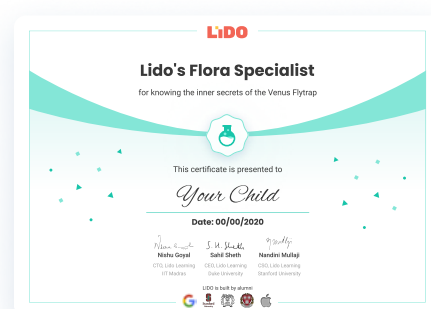 LiDO
Lido's Flora Specialist
for knowing the inner secrets of the Venus Flytrap
This certificate is presented to
Your Child
Date: 00/00/2020
S. H. Sheth
Nishu Goyal
Sahil Sheth
Nandini Mullaji
CTO, Lido Learning
CEO, Lido Learning
CSO, Lido Learning
IIT Madras
Duke University
Stanford University
LIDO is built by alumni